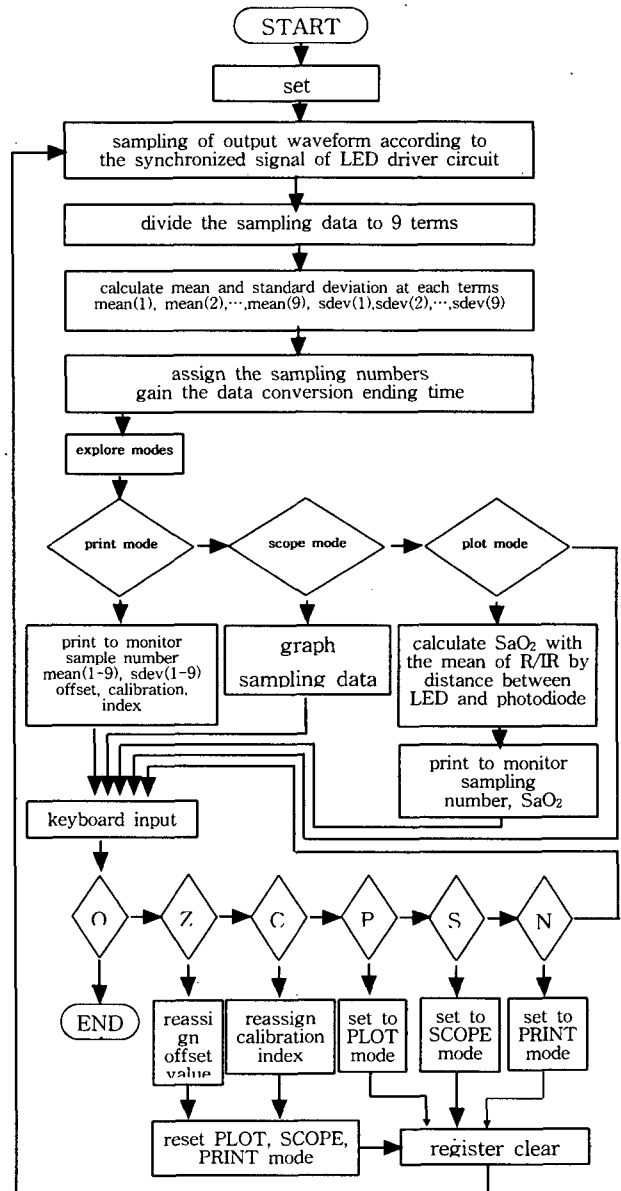 START
set
sampling of output waveform according to
the synchronized signal of LED driver circuit
divide the sampling data to 9 terms
calculate mean and standard deviation at each terms
mean(1), mean(2),⋯,mean(9), sdev(1),sdev(2),⋯,sdev(9)
assign the sampling numbers
gain the data conversion ending time
explore modes
print mode
scope mode
plot mode
print to monitor
sample number
mean(1-9), sdev(1-9)
offset, calibration,
index
graph
sampling data
calculate SaO₂ with
the mean of R/IR by
distance between
LED and photodiode
print to monitor
sampling
number, SaO₂
keyboard input
Z
C
P
S
N
END
reassi
gn
offset
value
reassign
calibration
index
set to
PLOT
mode
set to
SCOPE
mode
set to
PRINT
mode
reset PLOT, SCOPE,
PRINT mode
register clear